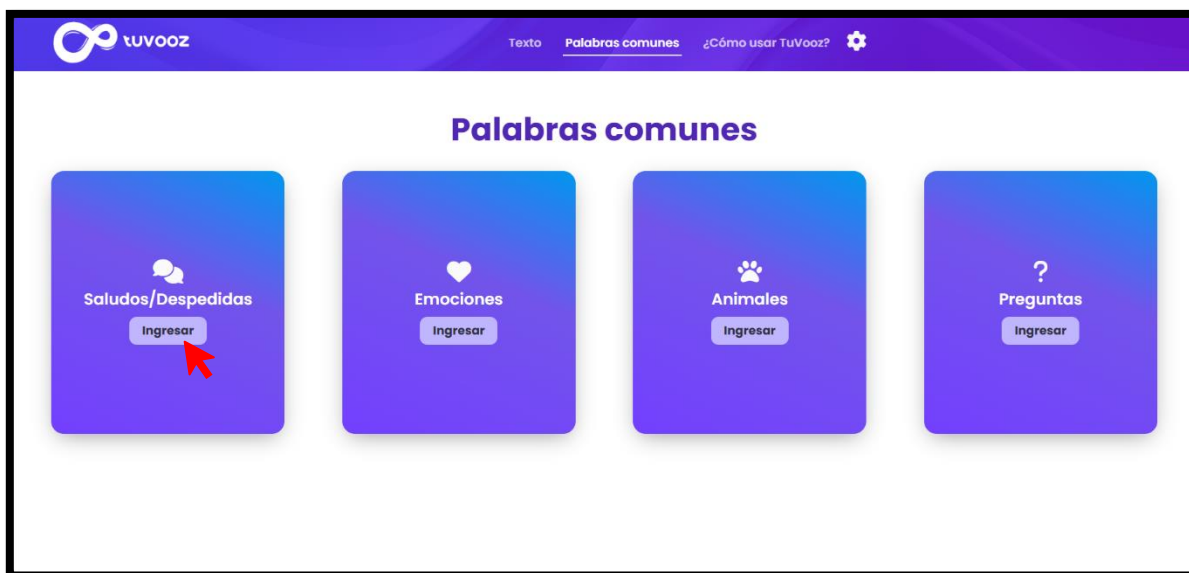 tuvooz
Texto Palabras comunes ¿Cómo usar TuVooz?
Palabras comunes
Saludos/Despedidas
Ingresar
Emociones
Ingresar
Animales
Ingresar
?
Preguntas
Ingresar